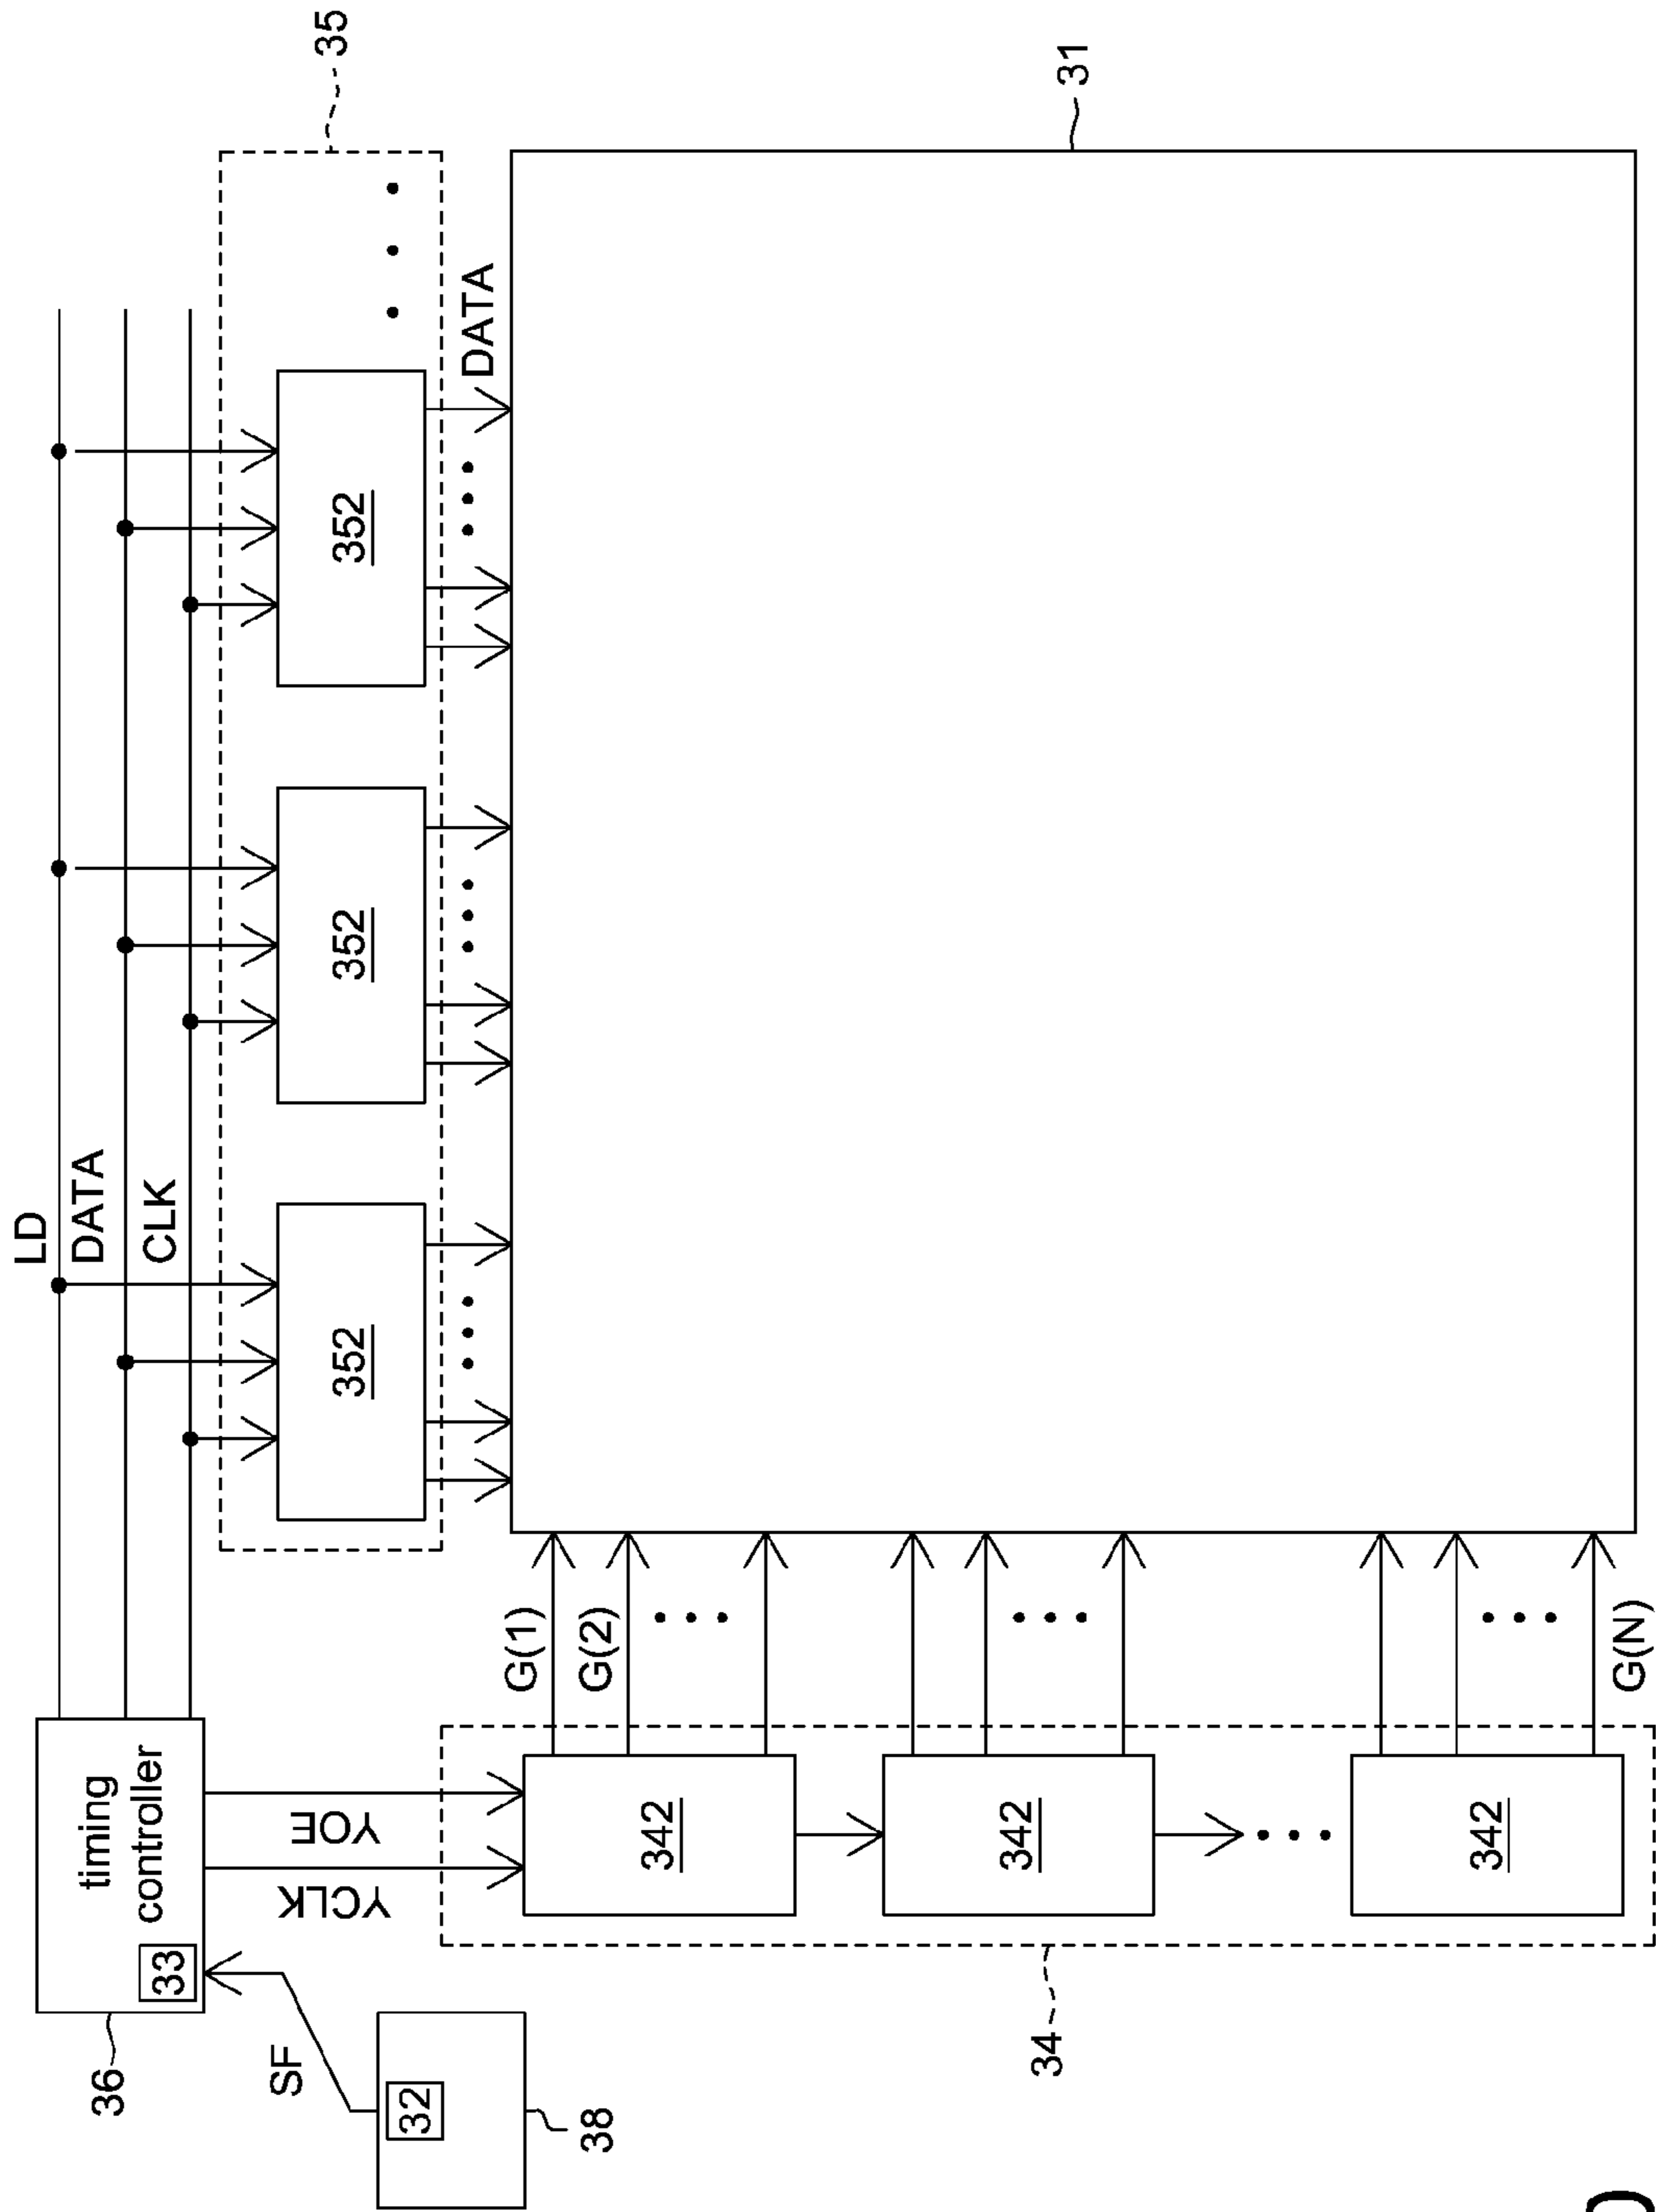 LD
DATA
CLK
35
timing
controller
33
36
YCLK
YOE
352
352
352
SF
32
38
DATA
G(1)
G(2)
342
31
342
34
342
G(N)